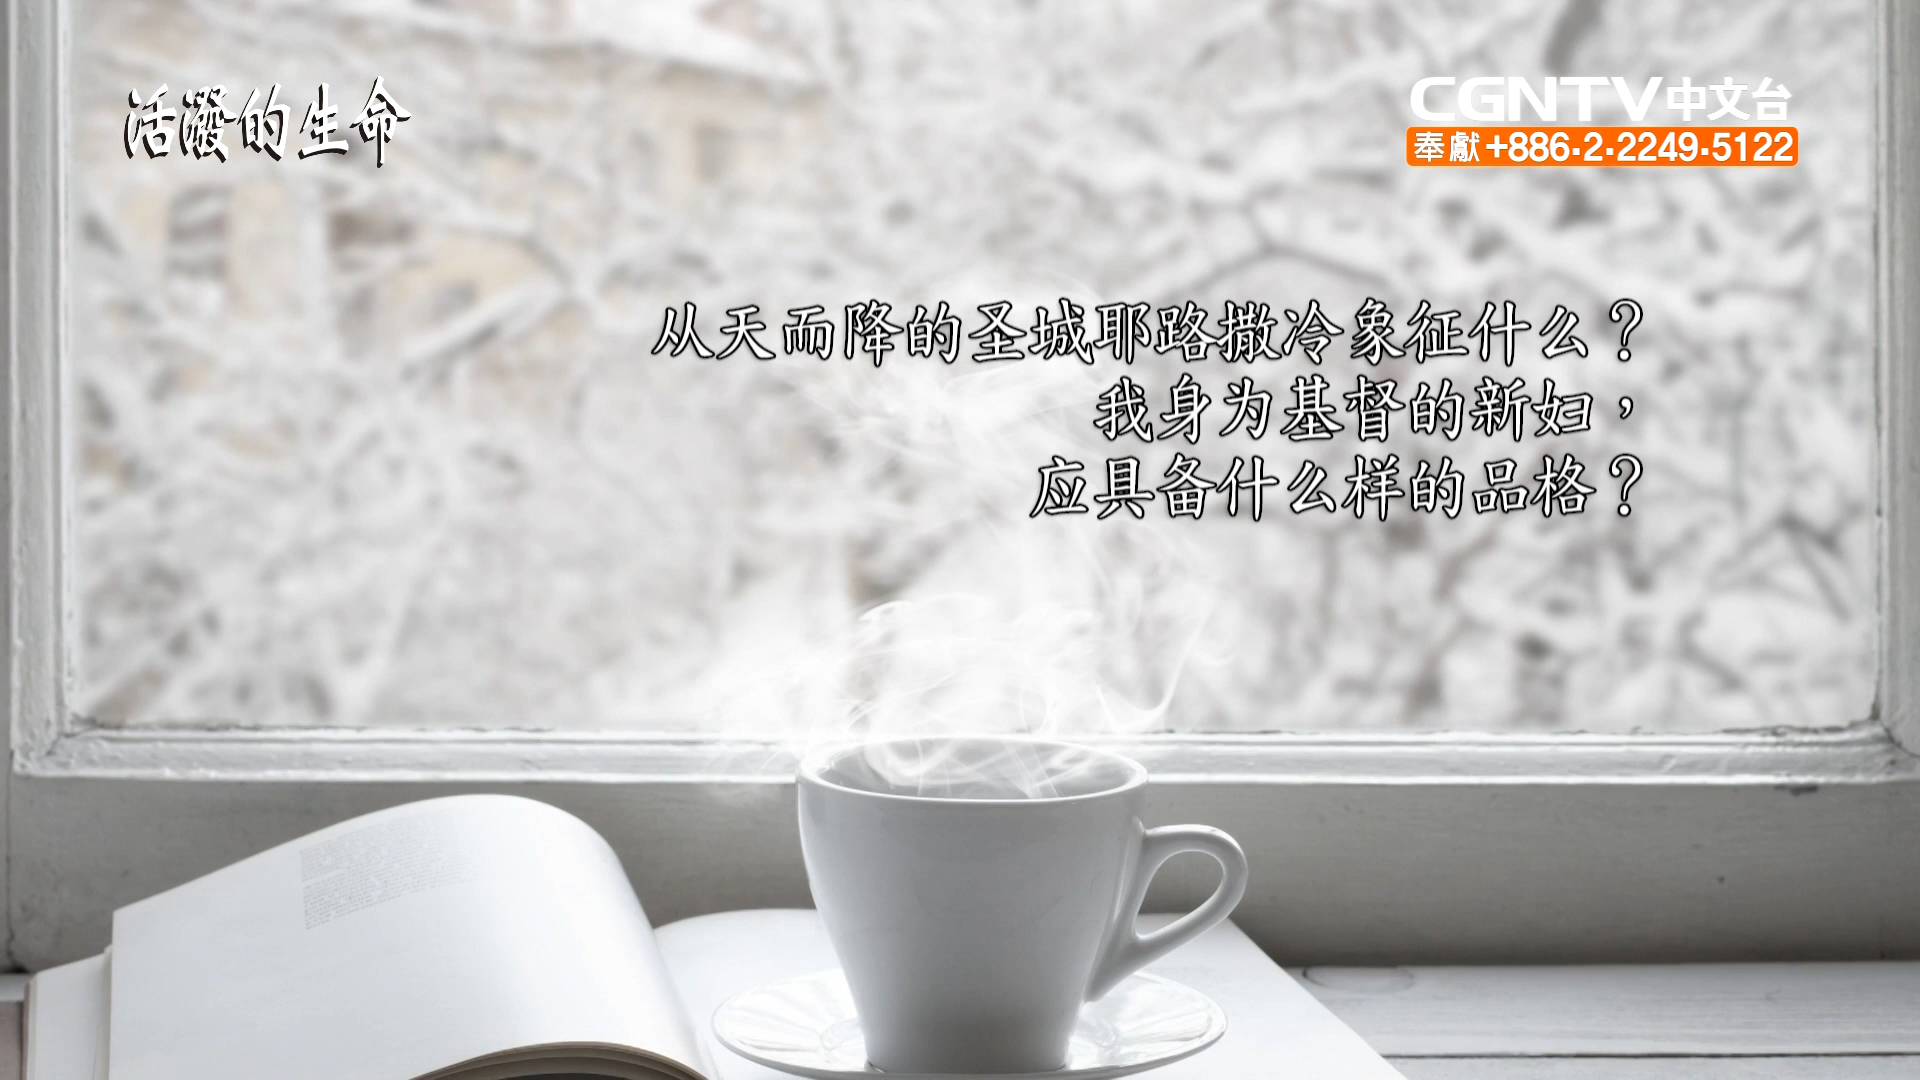 活潑的生命
CGNTV中文台
奉獻 +886·2·2249·5122
从天而降的圣城耶路撒冷象征什么？
我身为基督的新妇，
应具备什么样的品格？